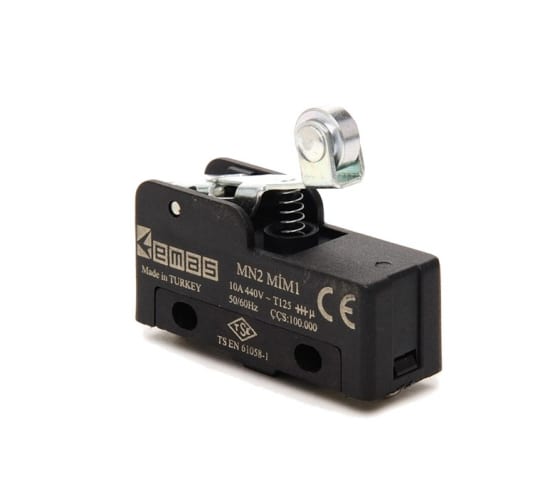 emas
Made in TURKEY
MN2 MİM1
10A 440V ~ T125 µ
50/60Hz ÇÇS:100.000
TSE
TS EN 61058-1
CE